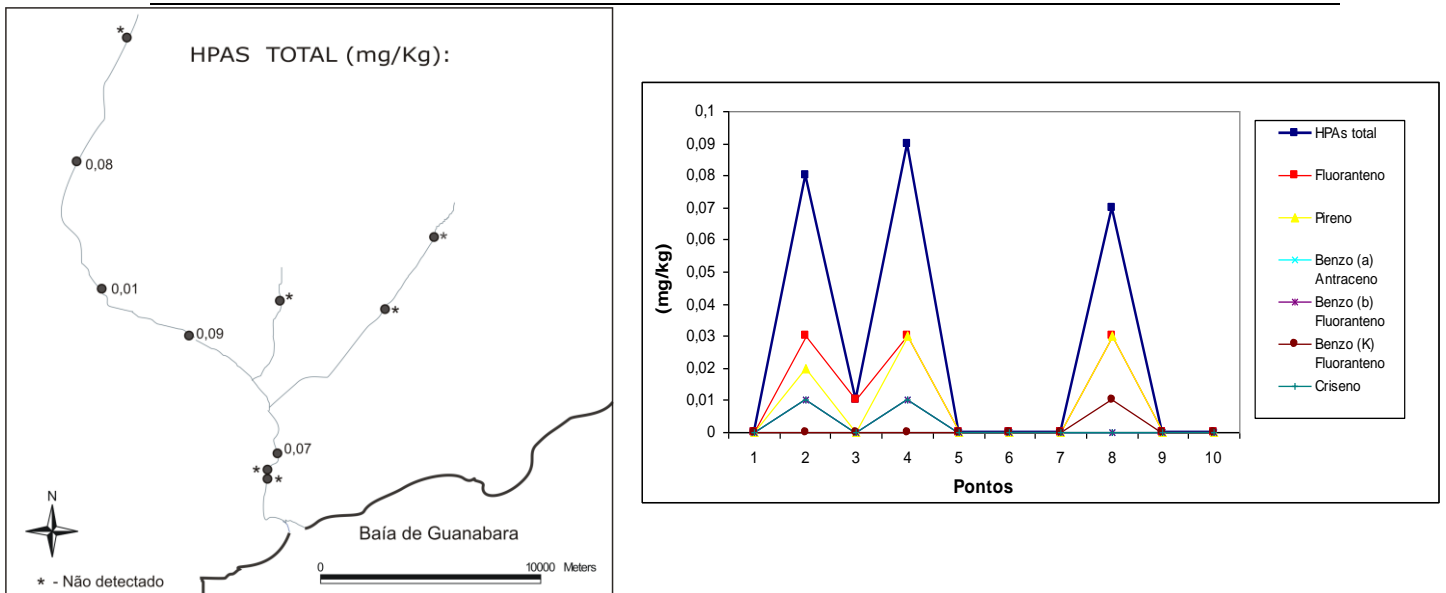 *
HPAS TOTAL (mg/Kg):
0,08
*
0,01
*
*
0,09
0,07
*
*
N
Baía de Guanabara
0 10000 Meters
* - Não detectado
0,1
0,09
0,08
0,07
0,06
0,05
0,04
0,03
0,02
0,01
0
(mg/kg)
1 2 3 4 5 6 7 8 9 10
Pontos
HPAs total
Fluoranteno
Pireno
Benzo (a)
Antraceno
Benzo (b)
Fluoranteno
Benzo (K)
Fluoranteno
Criseno